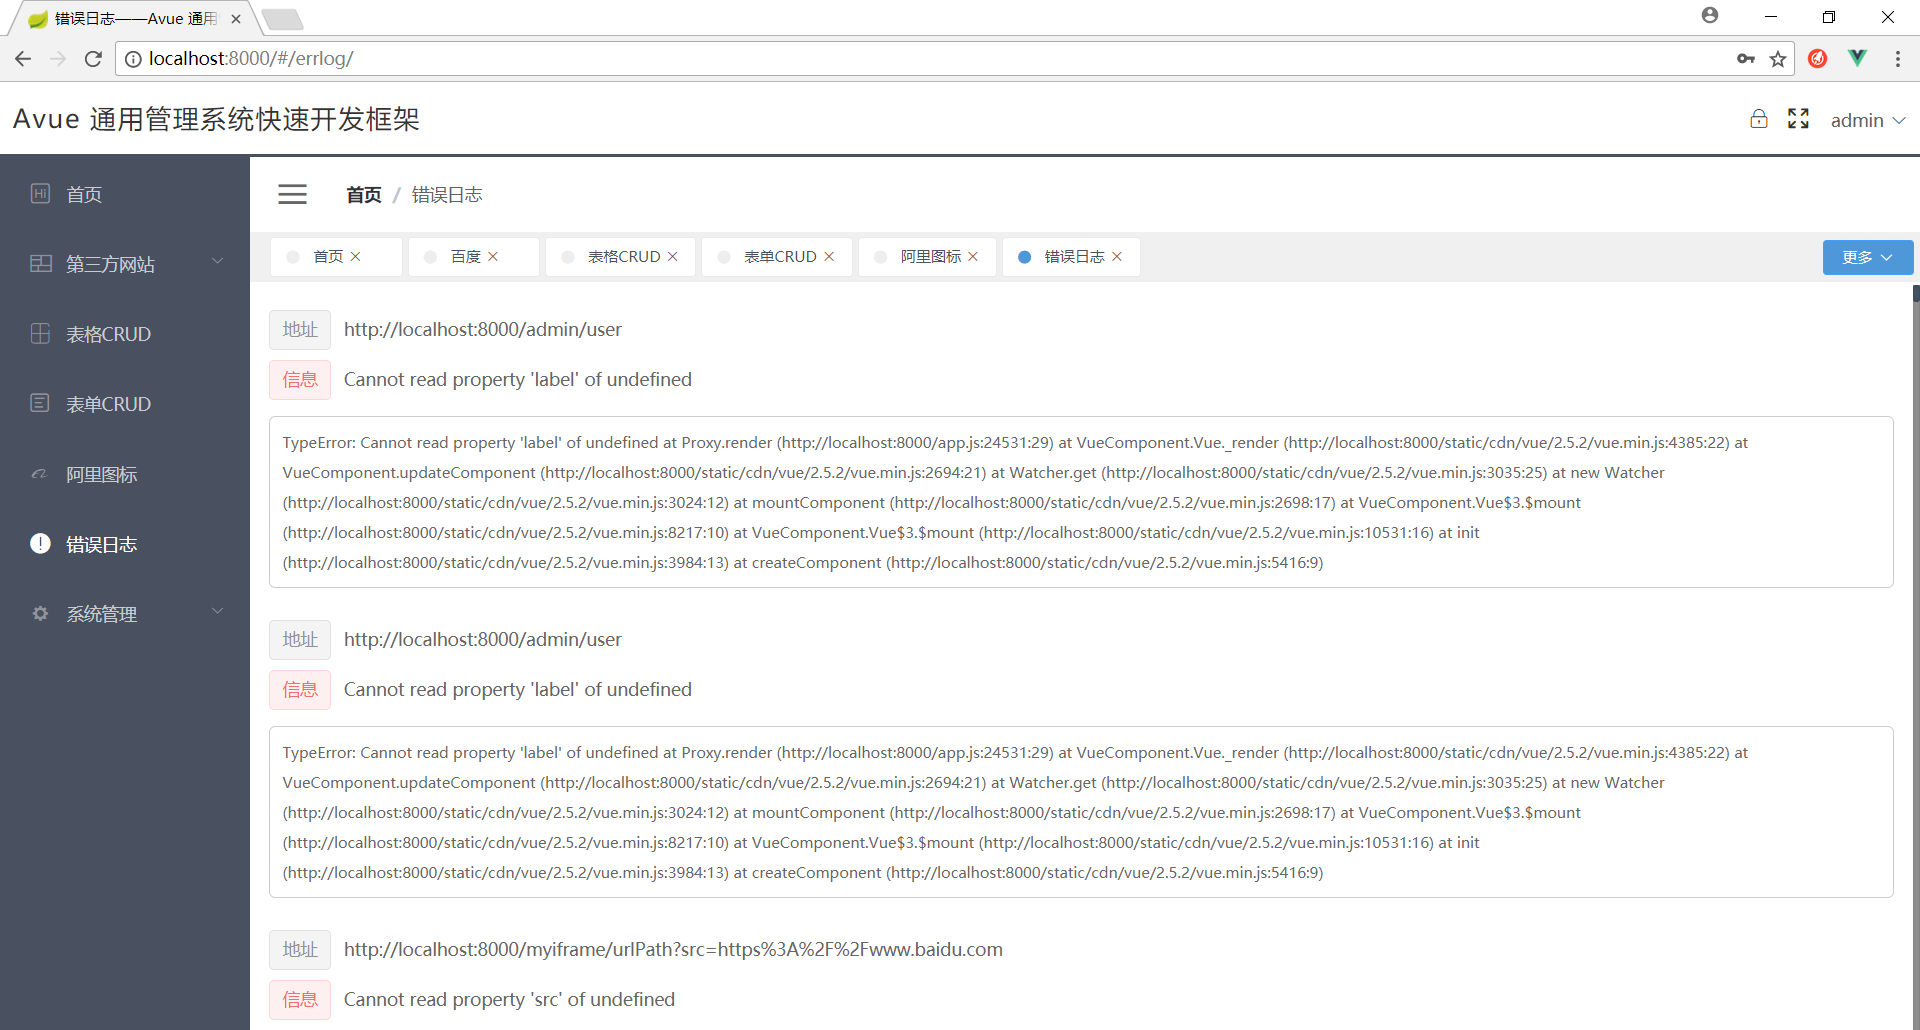 错误日志——Avue 通用
localhost:8000/#/errlog/
Avue 通用管理系统快速开发框架
admin
首页
第三方网站
表格CRUD
表单CRUD
阿里图标
错误日志
系统管理
首页 / 错误日志
首页 百度 表格CRUD 表单CRUD 阿里图标 错误日志 更多
地址 http://localhost:8000/admin/user
信息 Cannot read property 'label' of undefined
TypeError: Cannot read property 'label' of undefined at Proxy.render (http://localhost:8000/app.js:24531:29) at VueComponent.Vue._render (http://localhost:8000/static/cdn/vue/2.5.2/vue.min.js:4385:22) at
VueComponent.updateComponent (http://localhost:8000/static/cdn/vue/2.5.2/vue.min.js:2694:21) at Watcher.get (http://localhost:8000/static/cdn/vue/2.5.2/vue.min.js:3035:25) at new Watcher
(http://localhost:8000/static/cdn/vue/2.5.2/vue.min.js:3024:12) at mountComponent (http://localhost:8000/static/cdn/vue/2.5.2/vue.min.js:2698:17) at VueComponent.Vue$3.$mount
(http://localhost:8000/static/cdn/vue/2.5.2/vue.min.js:8217:10) at VueComponent.Vue$3.$mount (http://localhost:8000/static/cdn/vue/2.5.2/vue.min.js:10531:16) at init
(http://localhost:8000/static/cdn/vue/2.5.2/vue.min.js:3984:13) at createComponent (http://localhost:8000/static/cdn/vue/2.5.2/vue.min.js:5416:9)
地址 http://localhost:8000/admin/user
信息 Cannot read property 'label' of undefined
TypeError: Cannot read property 'label' of undefined at Proxy.render (http://localhost:8000/app.js:24531:29) at VueComponent.Vue._render (http://localhost:8000/static/cdn/vue/2.5.2/vue.min.js:4385:22) at
VueComponent.updateComponent (http://localhost:8000/static/cdn/vue/2.5.2/vue.min.js:2694:21) at Watcher.get (http://localhost:8000/static/cdn/vue/2.5.2/vue.min.js:3035:25) at new Watcher
(http://localhost:8000/static/cdn/vue/2.5.2/vue.min.js:3024:12) at mountComponent (http://localhost:8000/static/cdn/vue/2.5.2/vue.min.js:2698:17) at VueComponent.Vue$3.$mount
(http://localhost:8000/static/cdn/vue/2.5.2/vue.min.js:8217:10) at VueComponent.Vue$3.$mount (http://localhost:8000/static/cdn/vue/2.5.2/vue.min.js:10531:16) at init
(http://localhost:8000/static/cdn/vue/2.5.2/vue.min.js:3984:13) at createComponent (http://localhost:8000/static/cdn/vue/2.5.2/vue.min.js:5416:9)
地址 http://localhost:8000/myiframe/urlPath?src=https%3A%2F%2Fwww.baidu.com
信息 Cannot read property 'src' of undefined